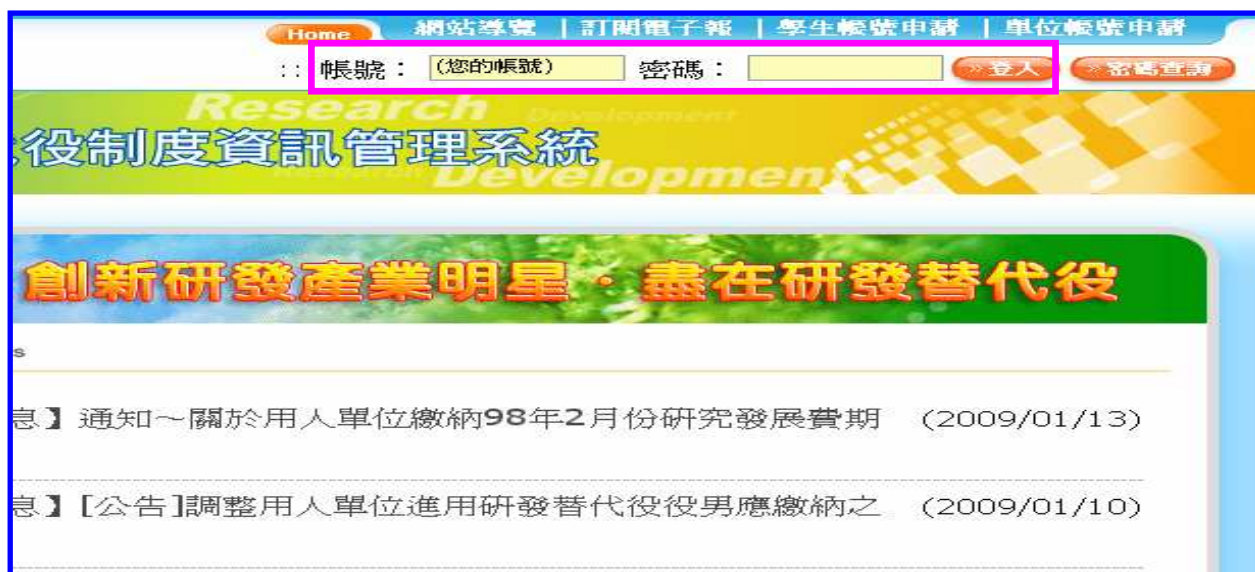 Home 網站導覽 | 訂閱電子報 | 學生帳號申請 | 單位帳號申請
:: 帳號： (您的帳號) 密碼： »登入 »密碼查詢
Research Development
役制度資訊管理系統
Research Development
創新研發產業明星‧盡在研發替代役
s
息】通知～關於用人單位繳納98年2月份研究發展費期 (2009/01/13)
息】[公告]調整用人單位進用研發替代役役男應繳納之 (2009/01/10)